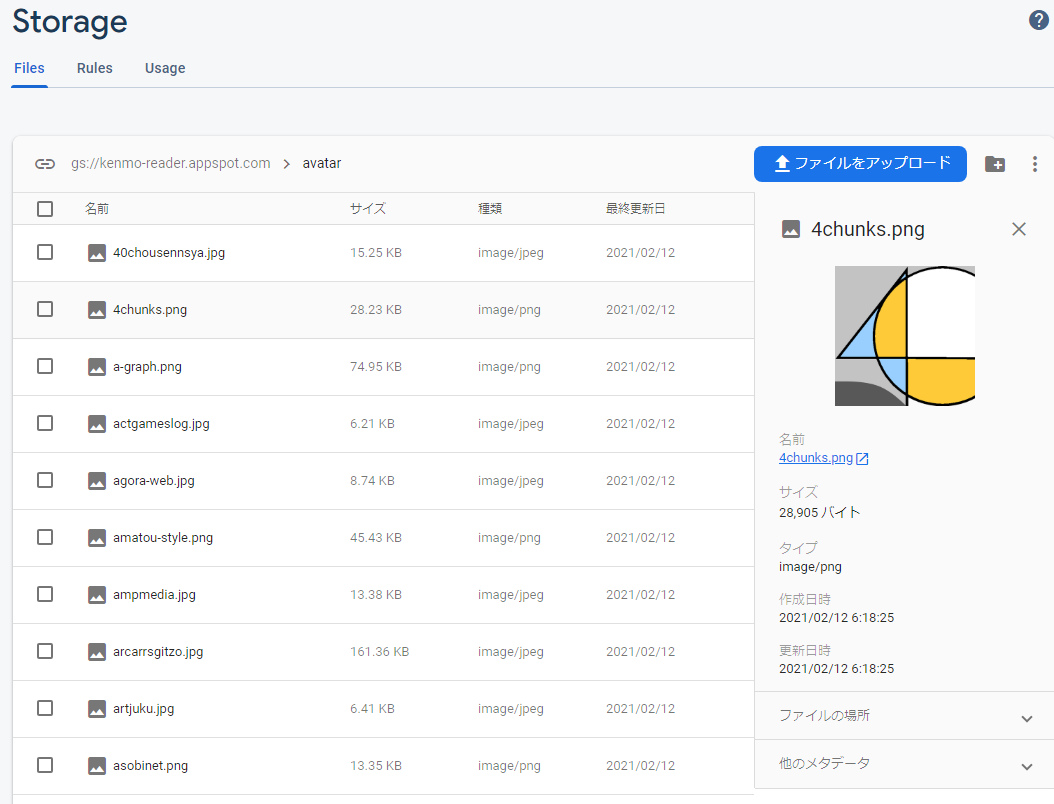 Storage
Files Rules Usage
gs://kenmo-reader.appspot.com > avatar
ファイルをアップロード
名前 サイズ 種類 最終更新日
40chousennsya.jpg 15.25 KB image/jpeg 2021/02/12
4chunks.png 28.23 KB image/png 2021/02/12
a-graph.png 74.95 KB image/png 2021/02/12
actgameslog.jpg 6.21 KB image/jpeg 2021/02/12
agora-web.jpg 8.74 KB image/jpeg 2021/02/12
amatou-style.png 45.43 KB image/png 2021/02/12
ampmedia.jpg 13.38 KB image/jpeg 2021/02/12
arcarrsgitzo.jpg 161.36 KB image/jpeg 2021/02/12
artjuku.jpg 6.41 KB image/jpeg 2021/02/12
asobinet.png 13.35 KB image/png 2021/02/12
4chunks.png
名前
4chunks.png
サイズ
28,905 バイト
タイプ
image/png
作成日時
2021/02/12 6:18:25
更新日時
2021/02/12 6:18:25
ファイルの場所
他のメタデータ